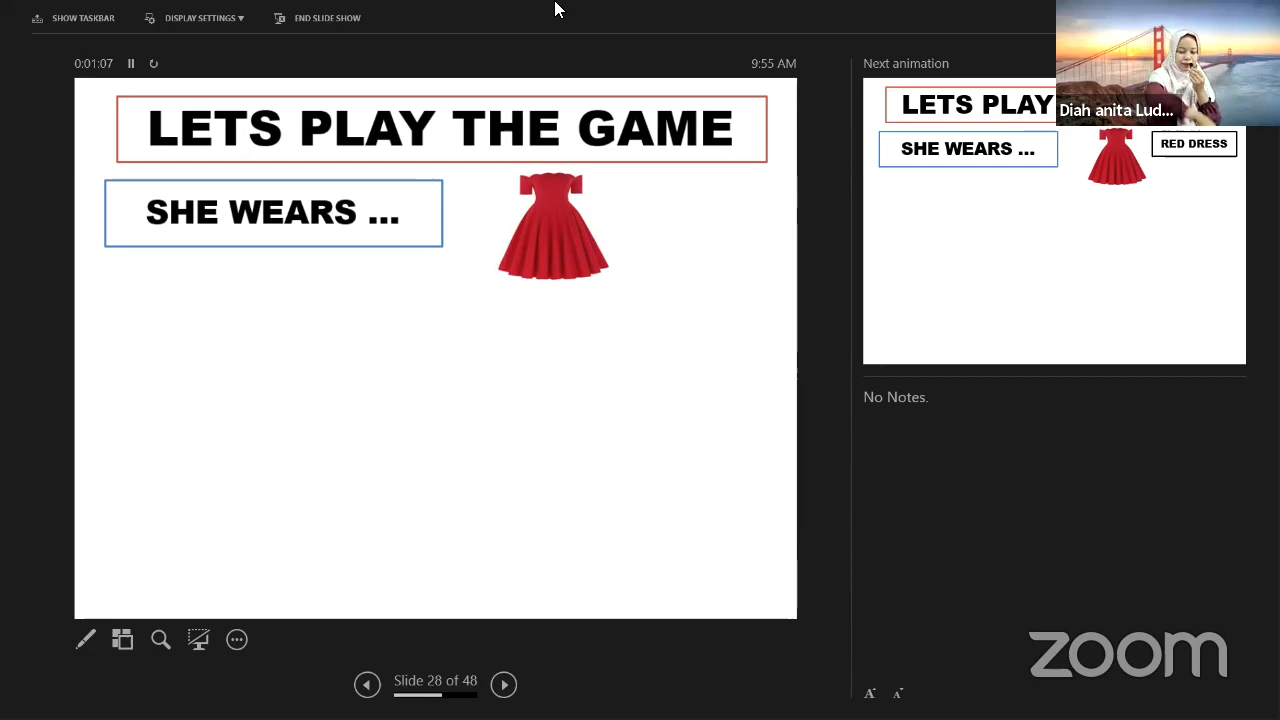 SHOW TASKBAR DISPLAY SETTINGS ▼ END SLIDE SHOW
0:01:07 9:55 AM
LETS PLAY THE GAME
SHE WEARS ...
Slide 28 of 48
Next animation
LETS PLAY
SHE WEARS ...
RED DRESS
Diah anita Lud...
No Notes.
A A
zoom